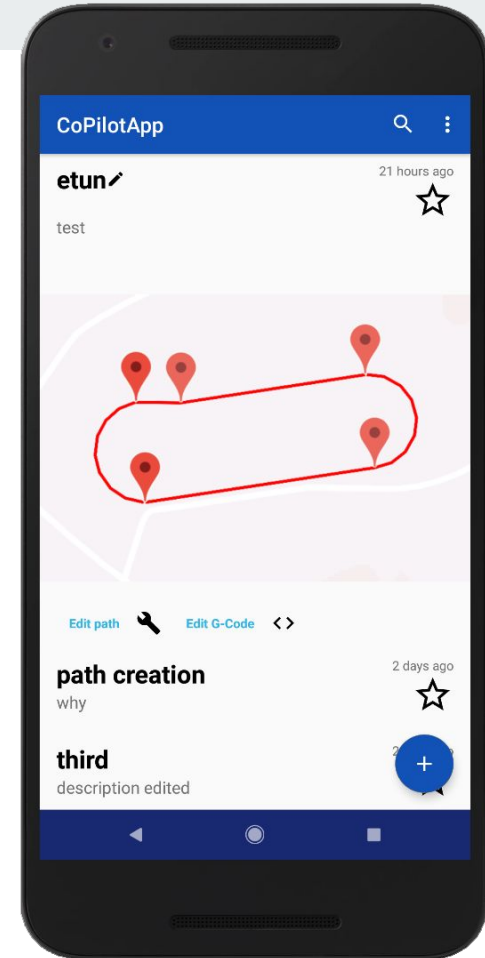 CoPilotApp
etun
21 hours ago
test
Edit path
Edit G-Code <>
path creation
2 days ago
why
third
description edited